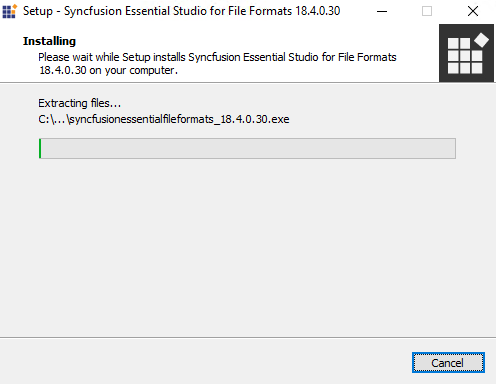 Setup - Syncfusion Essential Studio for File Formats 18.4.0.30
Installing
Please wait while Setup installs Syncfusion Essential Studio for File Formats
18.4.0.30 on your computer.
Extracting files...
C:\...\syncfusionessentialfileformats_18.4.0.30.exe
Cancel